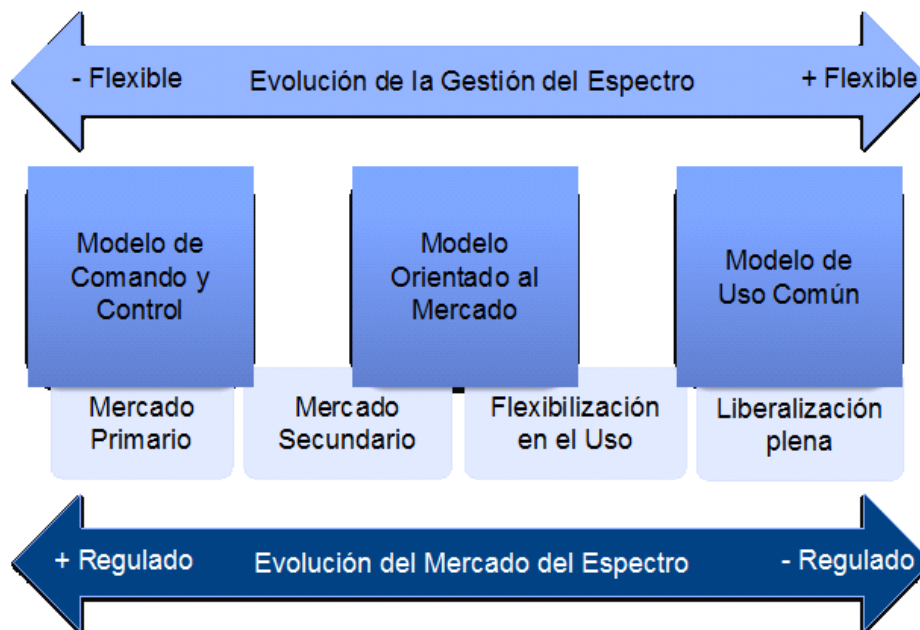 - Flexible Evolución de la Gestión del Espectro + Flexible
Modelo de
Comando y
Control
Modelo
Orientado al
Mercado
Modelo de
Uso Común
Mercado
Primario
Mercado
Secundario
Flexibilización
en el Uso
Liberalización
plena
+ Regulado Evolución del Mercado del Espectro - Regulado